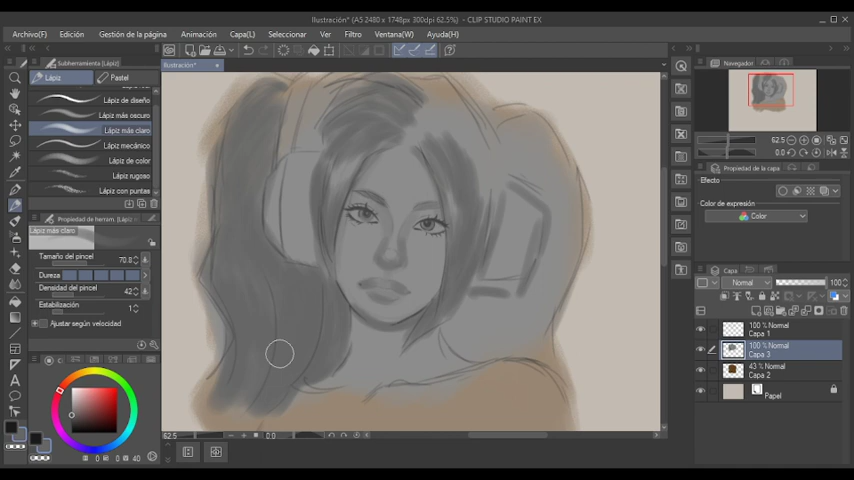 Ilustración* (A5 2480 x 1748px 300dpi 62.5%) - CLIP STUDIO PAINT EX
Archivo(F) Edición Gestión de la página Animación Capa(L) Seleccionar Ver Filtro Ventana(W) Ayuda(H)
Subherramienta (Lápiz)
Lápiz Pastel
Lápiz de diseño
Lápiz más oscuro
Lápiz más claro
Lápiz mecánico
Lápiz de color
Lápiz rugoso
Lápiz con puntas
Propiedad de herram. (Lápiz
Lápiz más claro
Tamaño del pincel 70.8
Dureza
Densidad del pincel 42
Estabilización 1
Ajustar según velocidad
0 0 40
Ilustración*
62.5 0.0
Navegador
62.5
0.0
Propiedad de la capa
Efecto
Color de expresión
Color
Capa
Normal 100
100 % Normal
Capa 1
100 % Normal
Capa 3
43 % Normal
Capa 2
Papel